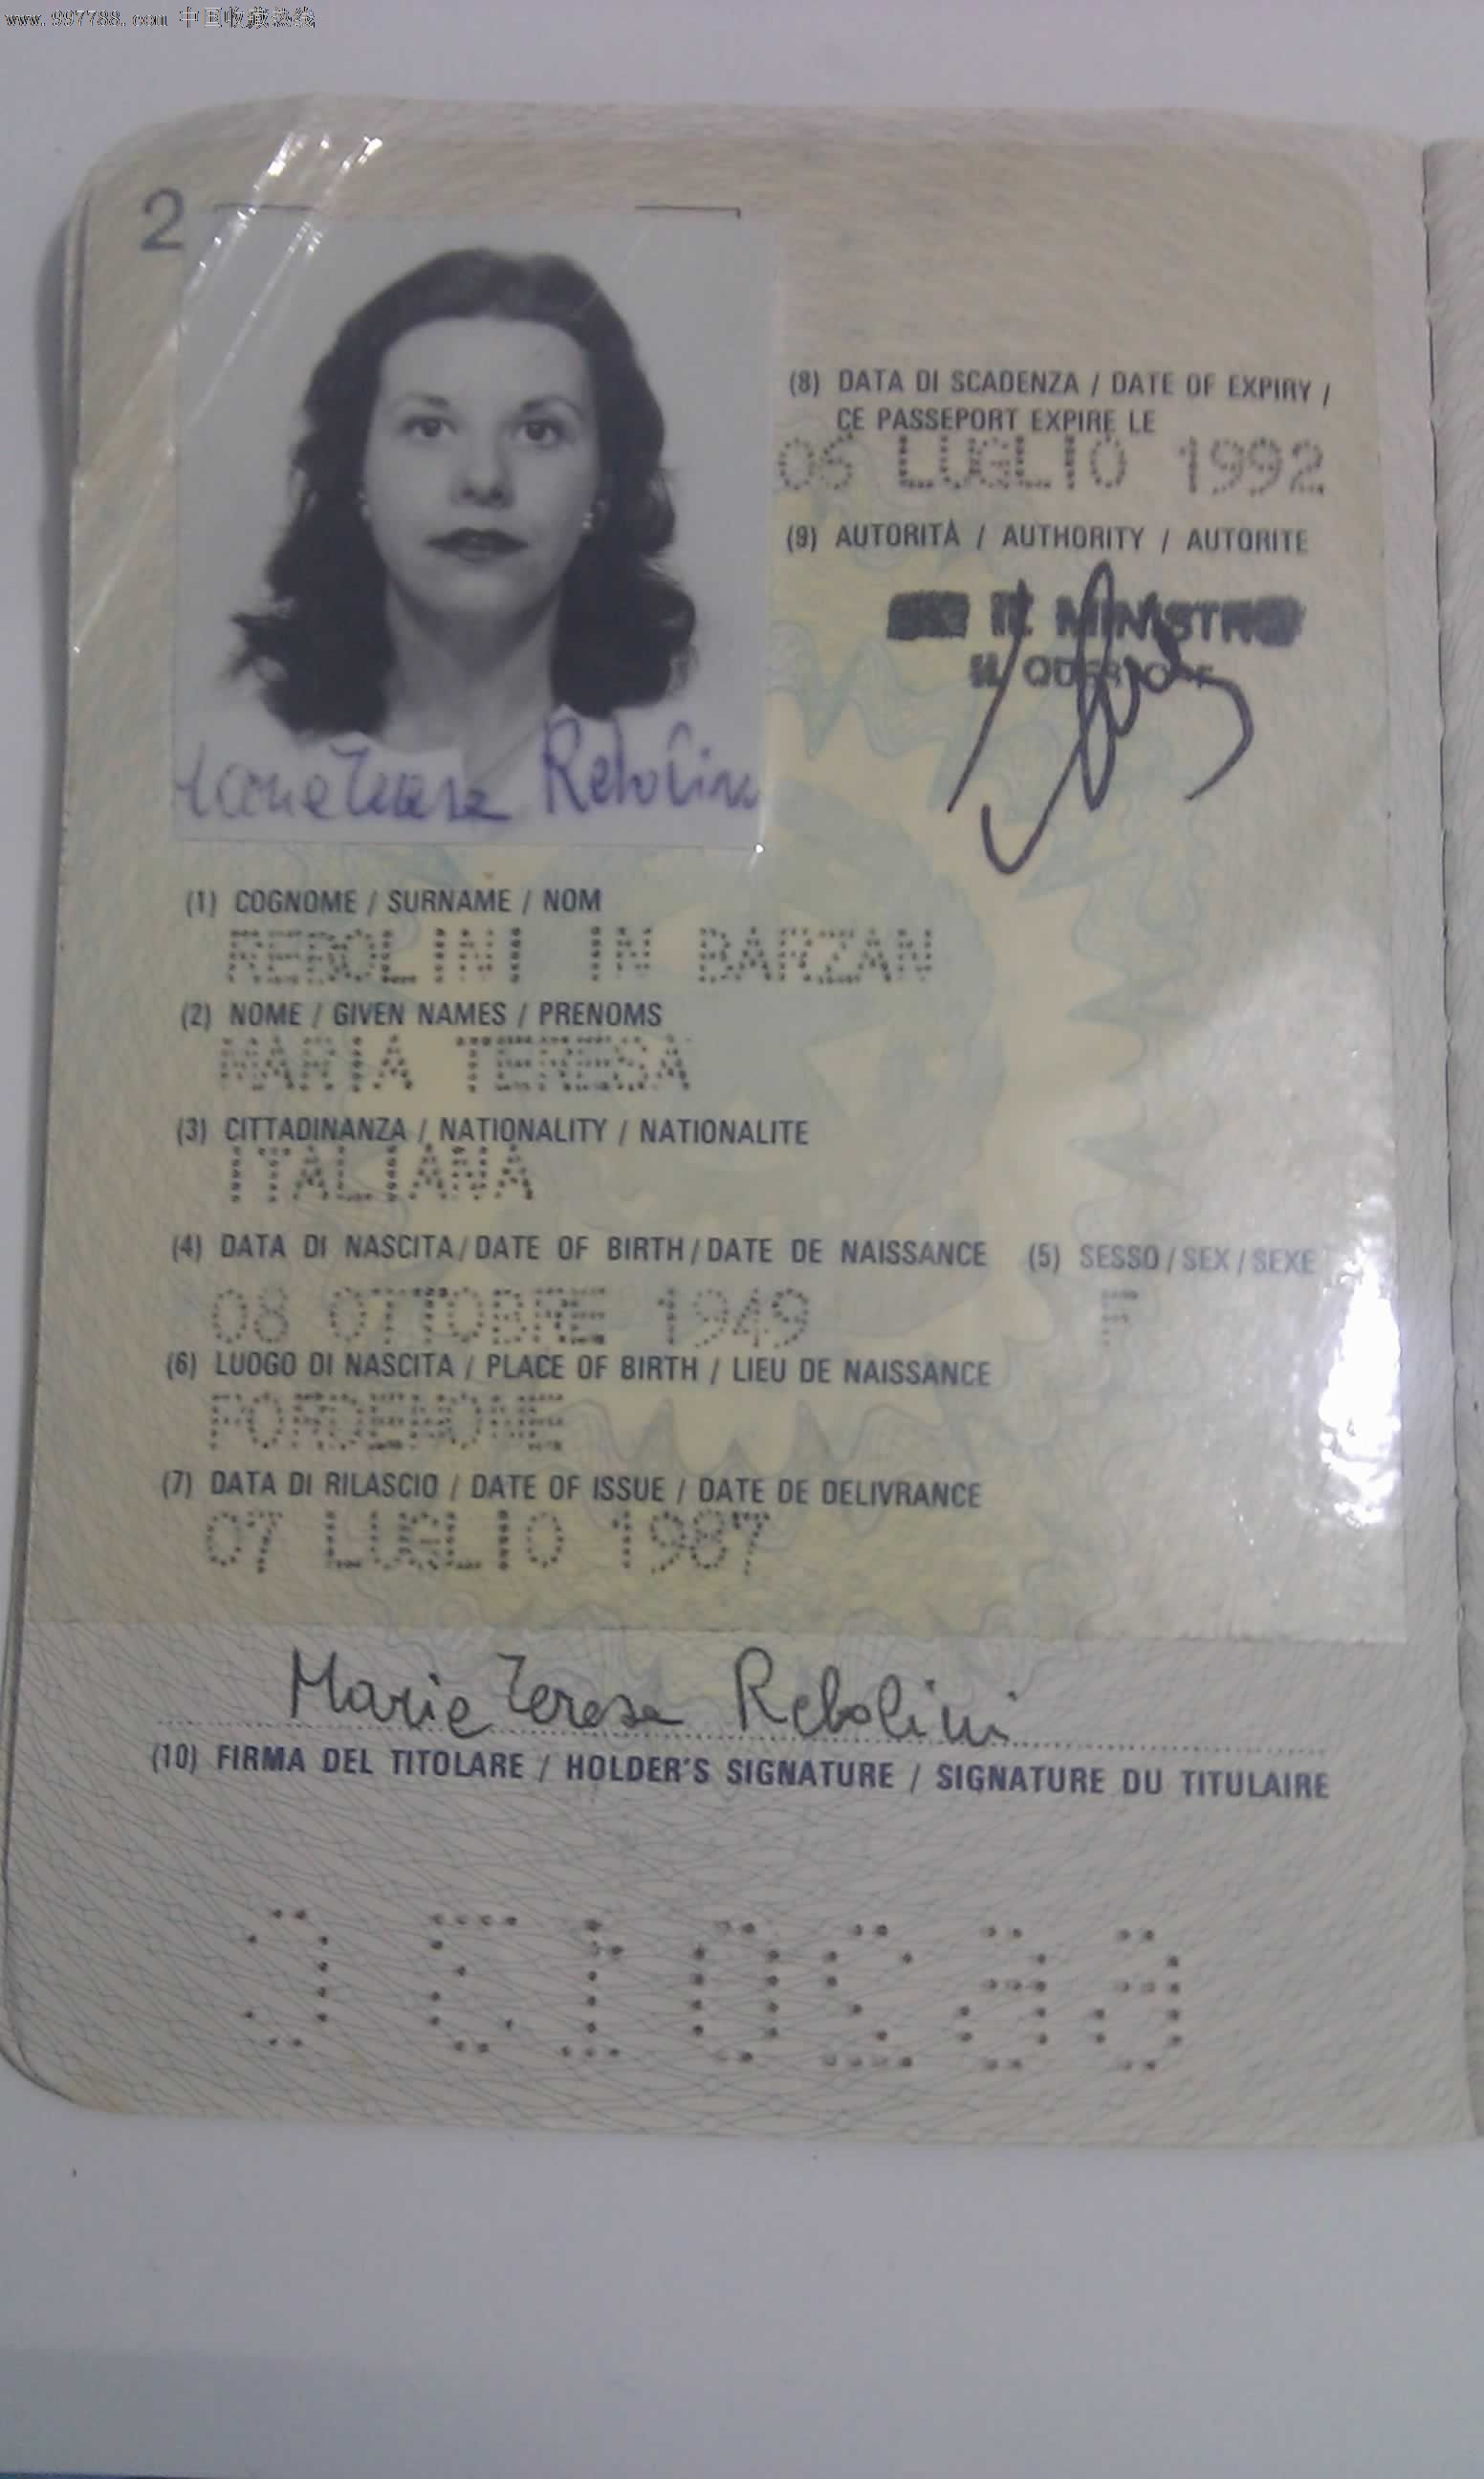 www.997788.com 中国收藏热线
2
(8) DATA DI SCADENZA / DATE OF EXPIRY /
CE PASSEPORT EXPIRE LE
06 LUGLIO 1992
(9) AUTORITÀ / AUTHORITY / AUTORITE
IL MINISTRO
IL QUESTORE
Maria Teresa Rebolini
(1) COGNOME / SURNAME / NOM
REBOLINI IN BARZAN
(2) NOME / GIVEN NAMES / PRENOMS
MARIA TERESA
(3) CITTADINANZA / NATIONALITY / NATIONALITE
ITALIANA
(4) DATA DI NASCITA/DATE OF BIRTH/DATE DE NAISSANCE (5) SESSO/SEX/SEXE
08 OTTOBRE 1949 F
(6) LUOGO DI NASCITA / PLACE OF BIRTH / LIEU DE NAISSANCE
PORDENONE
(7) DATA DI RILASCIO / DATE OF ISSUE / DATE DE DELIVRANCE
07 LUGLIO 1987
Maria Teresa Rebolini
(10) FIRMA DEL TITOLARE / HOLDER'S SIGNATURE / SIGNATURE DU TITULAIRE